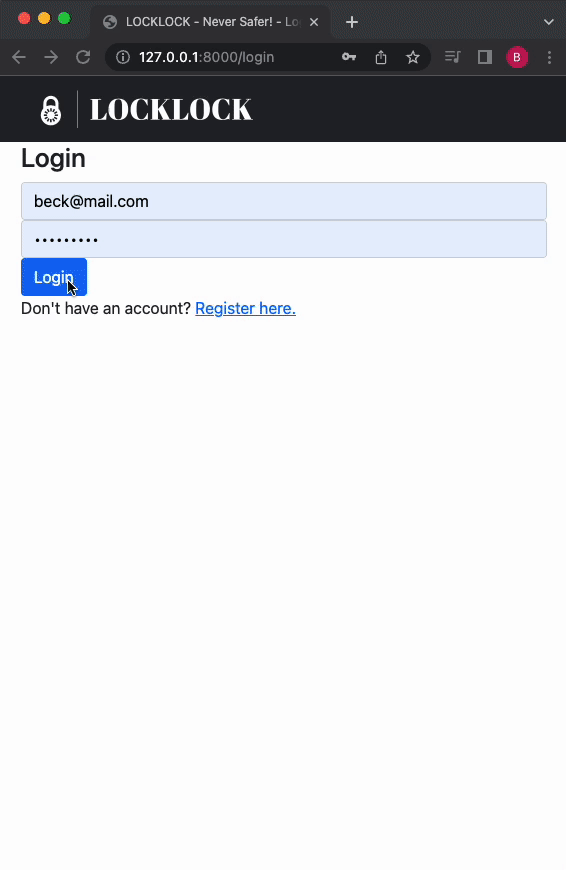 LOCKLOCK - Never Safer! - Lo
127.0.0.1:8000/login
B
LOCKLOCK
Login
beck@mail.com
•••••••••
Login
Don't have an account? Register here.